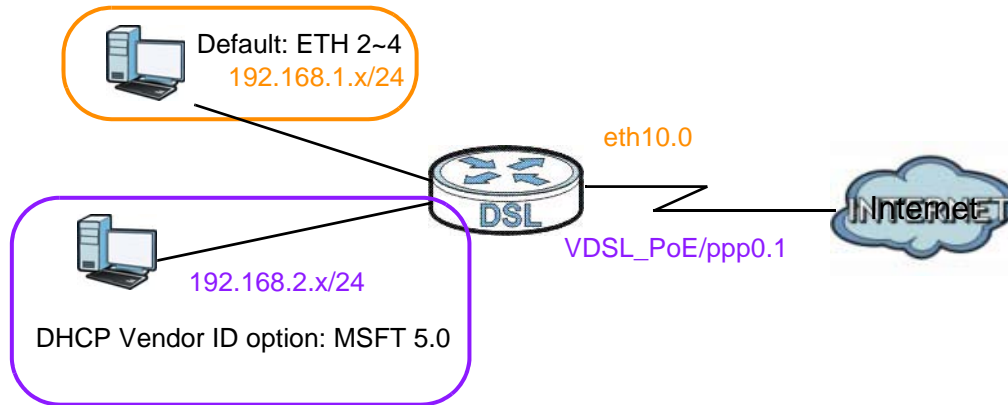 Default: ETH 2~4
192.168.1.x/24
eth10.0
DSL
Internet
INTERNET
VDSL_PoE/ppp0.1
192.168.2.x/24
DHCP Vendor ID option: MSFT 5.0